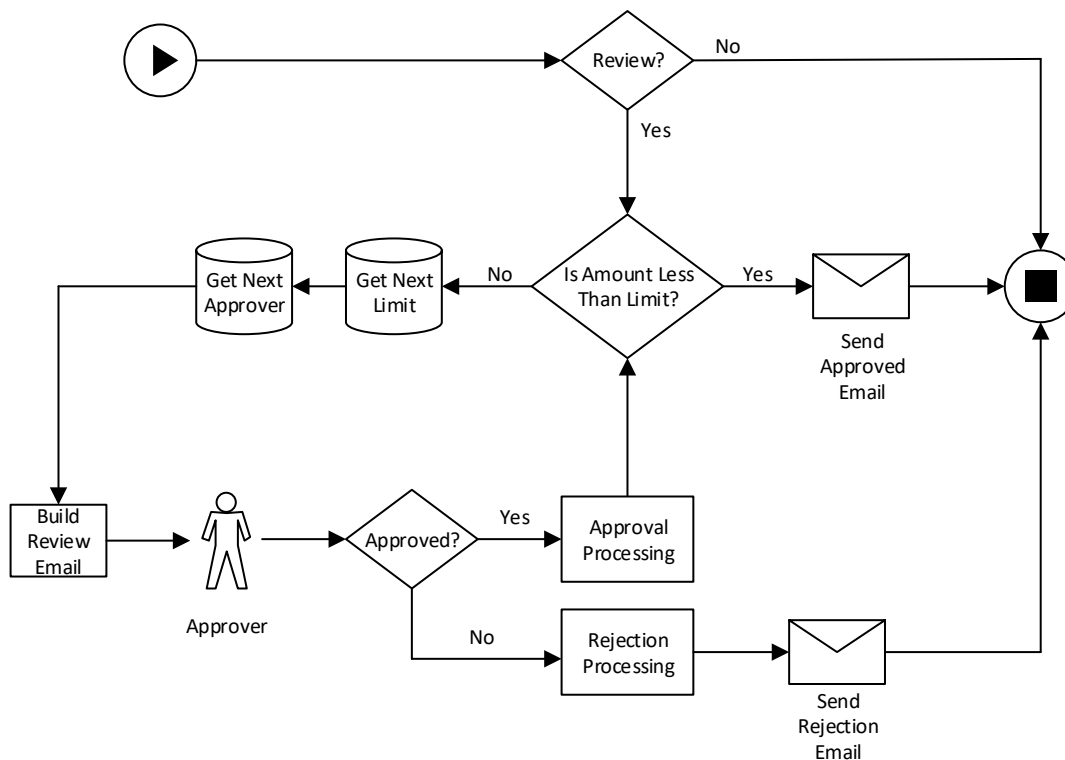 Review?
No
Yes
Get Next
Approver
Get Next
Limit
No
Is Amount Less
Than Limit?
Yes
Send
Approved
Email
Build
Review
Email
Approver
Approved?
Yes
Approval
Processing
No
Rejection
Processing
Send
Rejection
Email